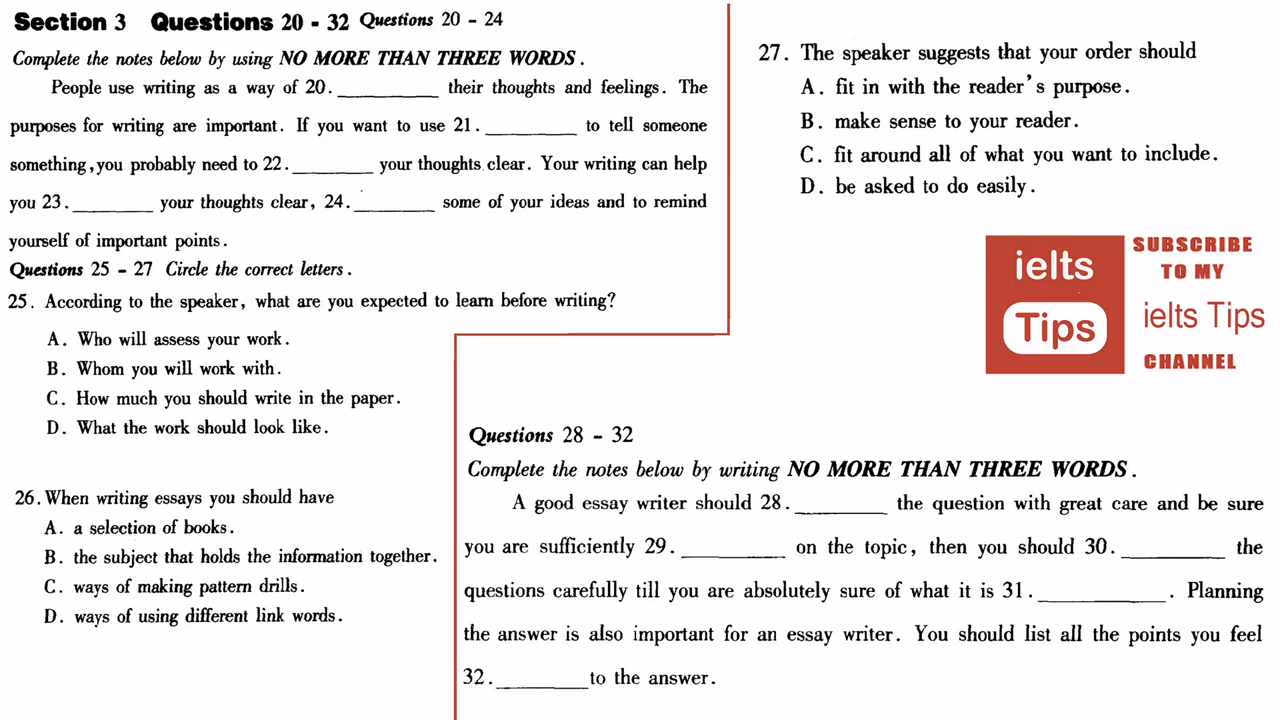 Section 3 Questions 20 - 32 Questions 20 - 24
Complete the notes below by using NO MORE THAN THREE WORDS.
People use writing as a way of 20. __________ their thoughts and feelings. The
purposes for writing are important. If you want to use 21. _________ to tell someone
something, you probably need to 22. ________ your thoughts clear. Your writing can help
you 23. ________ your thoughts clear, 24. ________ some of your ideas and to remind
yourself of important points.
Questions 25 - 27 Circle the correct letters.
25. According to the speaker, what are you expected to learn before writing?
A. Who will assess your work.
B. Whom you will work with.
C. How much you should write in the paper.
D. What the work should look like.
26. When writing essays you should have
A. a selection of books.
B. the subject that holds the information together.
C. ways of making pattern drills.
D. ways of using different link words.
27. The speaker suggests that your order should
A. fit in with the reader's purpose.
B. make sense to your reader.
C. fit around all of what you want to include.
D. be asked to do easily.
ielts
Tips
SUBSCRIBE
TO MY
ielts Tips
CHANNEL
Questions 28 - 32
Complete the notes below by writing NO MORE THAN THREE WORDS.
A good essay writer should 28. _________ the question with great care and be sure
you are sufficiently 29. __________ on the topic, then you should 30. __________ the
questions carefully till you are absolutely sure of what it is 31. ____________. Planning
the answer is also important for an essay writer. You should list all the points you feel
32. _________ to the answer.